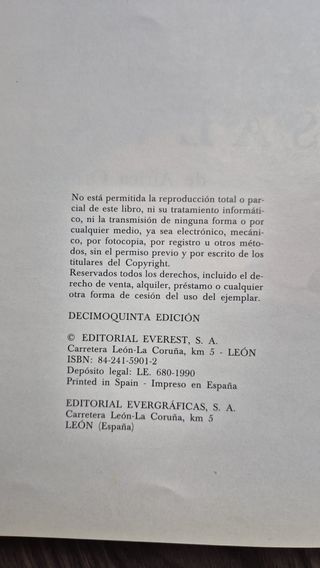 No está permitida la reproducción total o par-
cial de este libro, ni su tratamiento informáti-
co, ni la transmisión de ninguna forma o por
cualquier medio, ya sea electrónico, mecáni-
co, por fotocopia, por registro u otros méto-
dos, sin el permiso previo y por escrito de los
titulares del Copyright.
Reservados todos los derechos, incluido el de-
recho de venta, alquiler, préstamo o cualquier
otra forma de cesión del uso del ejemplar.
DECIMOQUINTA EDICIÓN
© EDITORIAL EVEREST, S. A.
Carretera León-La Coruña, km 5 - LEÓN
ISBN: 84-241-5901-2
Depósito legal: LE. 680-1990
Printed in Spain - Impreso en España
EDITORIAL EVERGRÁFICAS, S. A.
Carretera León-La Coruña, km 5
LEÓN (España)